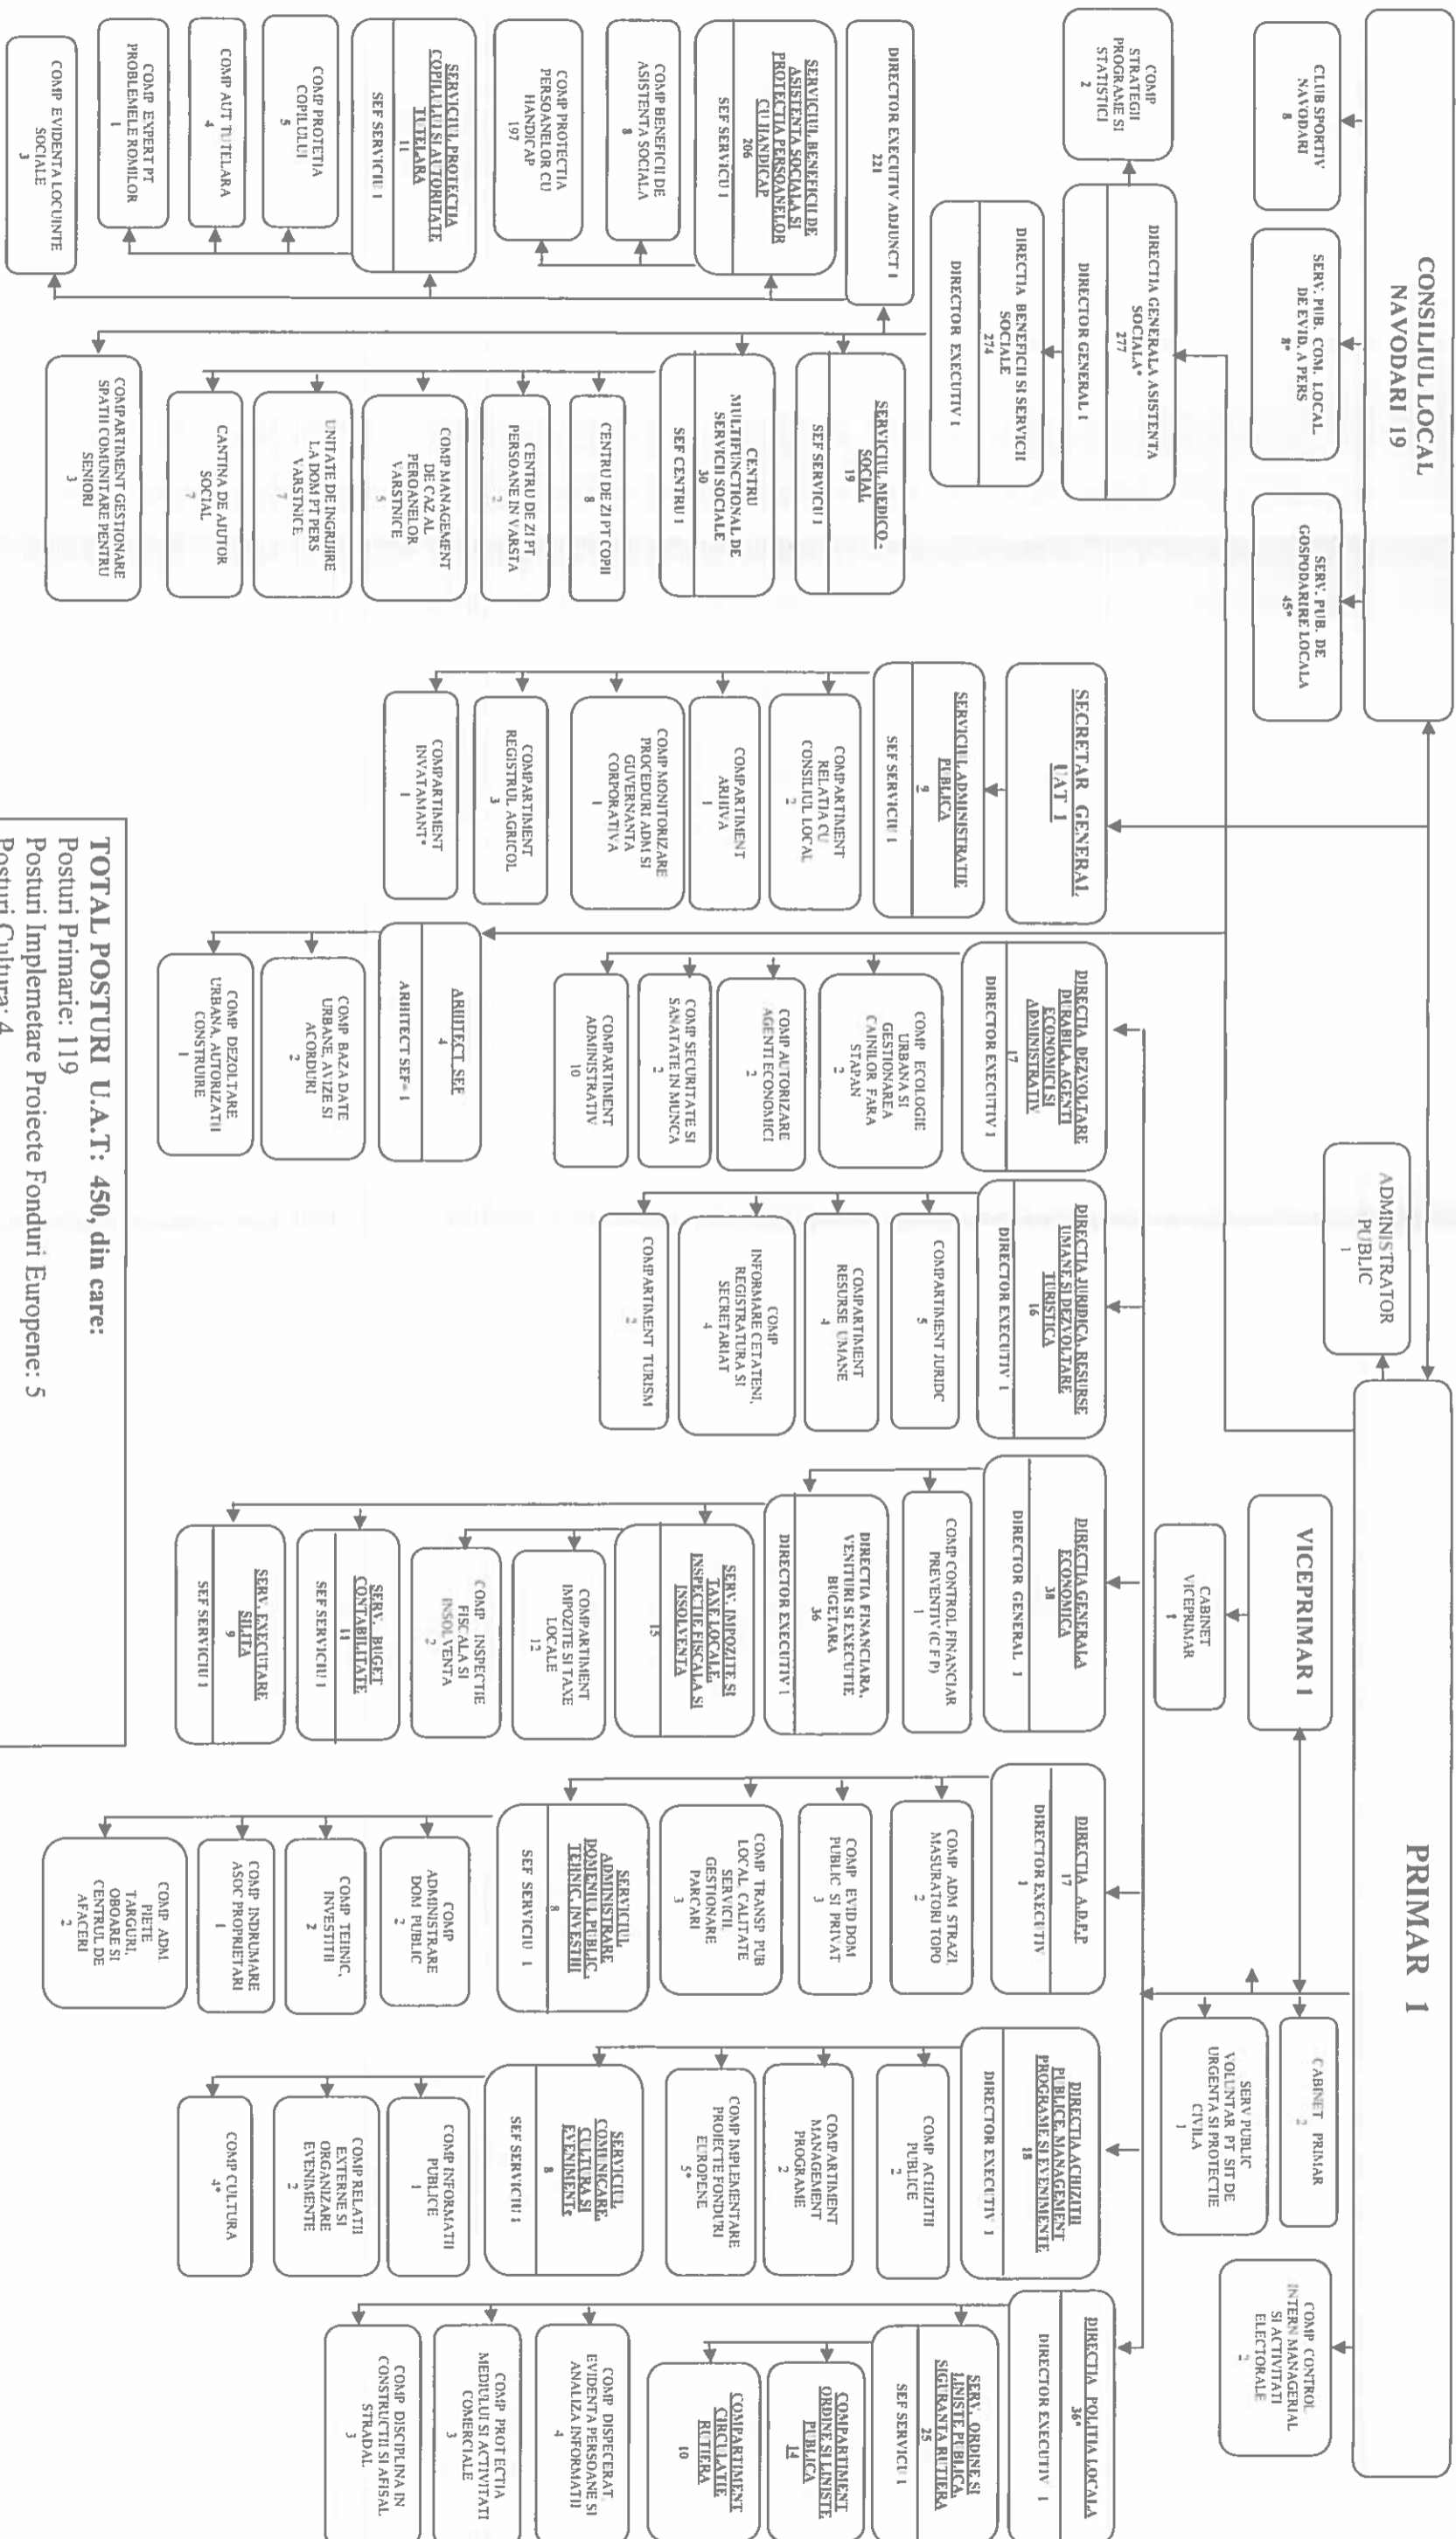 CONSILIUL LOCAL
NAVODARI 19
PRIMAR 1
CLUB SPORTIV
NAVODARI
8
SERV. PUB. COM. LOCAL.
DE EVID. A PERS
8*
SERV. PUB. DE
GOSPODARIRE LOCALA
45*
ADMINISTRATOR
PUBLIC
1
VICEPRIMAR 1
CABINET
VICEPRIMAR
1
CABINET PRIMAR
2
SERV PUBLIC
VOLUNTAR PT SIT DE
URGENTA SI PROTECTIE
CIVILA
1
COMP CONTROL
INTERN MANAGERIAL
SI ACTIVITATI
ELECTORALE
2
COMP
STRATEGII
PROGRAME SI
STATISTICI
2
DIRECTIA GENERALA ASISTENTA
SOCIALA*
277
DIRECTOR GENERAL 1
DIRECTIA BENEFICII SI SERVICII
SOCIALE
274
DIRECTOR EXECUTIV 1
DIRECTOR EXECUTIV ADJUNCT 1
221
SERVICIUL BENEFICII DE
ASISTENTA SOCIALA SI
PROTECTIA PERSOANELOR
CU HANDICAP
206
SEF SERVICU 1
COMP BENEFICII DE
ASISTENTA SOCIALA
8
COMP PROTECTIA
PERSOANELOR CU
HANDICAP
197
SERVICIUL PROTECTIA
COPILULUI SI AUTORITATE
TUTELARA
11
SEF SERVICIU 1
COMP PROTETIA
COPILULUI
5
COMP AUT TUTELARA
4
COMP EXPERT PT
PROBLEMELE ROMILOR
1
COMP EVIDENTA LOCUINTE
SOCIALE
3
SERVICIUL MEDICO-
SOCIAL
19
SEF SERVICU 1
CENTRU
MULTIFUNCTIONAL DE
SERVICII SOCIALE
30
SEF CENTRU 1
CENTRU DE ZI PT COPII
8
CENTRU DE ZI PT
PERSOANE IN VARSTA
2
COMP MANAGEMENT
DE CAZ AL
PEROANELOR
VARSTNICE
5
UNITATE DE INGRIJIRE
LA DOM PT PERS
VARSTNICE
7
CANTINA DE AJUTOR
SOCIAL
7
COMPARTIMENT GESTIONARE
SPATII COMUNITARE PENTRU
SENIORI
3
SECRETAR GENERAL
UAT 1
SERVICIUL ADMINISTRATIE
PUBLICA
9
SEF SERVICIU 1
COMPARTIMENT
RELATIA CU
CONSILIUL LOCAL
2
COMPARTIMENT
ARHIVA
1
COMP MONITORIZARE
PROCEDURI ADM SI
GUVERNANTA
CORPORATIVA
1
COMPARTIMENT
REGISTRUL AGRICOL
3
COMPARTIMENT
INVATAMANT*
1
ARHITECT SEF
4
ARHITECT SEF= 1
COMP BAZA DATE
URBANE, AVIZE SI
ACORDURI
2
COMP DEZOLTARE
URBANA, AUTORIZATII
CONSTRUIRE
1
DIRECTIA DEZVOLTARE
DURABILA, AGENTI
ECONOMICI SI
ADMINISTRATIV
17
DIRECTOR EXECUTIV 1
COMP ECOLOGIE
URBANA SI
GESTIONAREA
CAINILOR FARA
STAPAN
2
COMP AUTORIZARE
AGENTI ECONOMICI
2
COMP SECURITATE SI
SANATATE IN MUNCA
2
COMPARTIMENT
ADMINISTRATIV
10
DIRECTIA JURIDICA, RESURSE
UMANE SI DEZVOLTARE
TURISTICA
16
DIRECTOR EXECUTIV 1
COMPARTIMENT JURIDC
5
COMPARTIMENT
RESURSE UMANE
4
COMP
INFORMARE CETATENI,
REGISTRATURA SI
SECRETARIAT
4
COMPARTIMENT TURISM
DIRECTIA GENERALA
ECONOMICA
38
DIRECTOR GENERAL 1
COMP CONTROL FINANCIAR
PREVENTIV (C F P)
1
DIRECTIA FINANCIARA,
VENITURI SI EXECUTIE
BUGETARA
36
DIRECTOR EXECUTIV 1
SERV. IMPOZITE SI
TAXE LOCALE,
INSPECTIE FISCALA SI
INSOLVENTA
15
COMPARTIMENT
IMPOZITE SI TAXE
LOCALE
12
COMP INSPECTIE
FISCALA SI
INSOLVENTA
2
SERV. BUGET
CONTABILITATE
11
SEF SERVICIU 1
SERV. EXECUTARE
SILITA
9
SEF SERVICIU 1
DIRECTIA A.D.P.P
17
DIRECTOR EXECUTIV
1
COMP ADM STRAZI,
MASURATORI TOPO
2
COMP EVID DOM
PUBLIC SI PRIVAT
3
COMP TRANSP PUB
LOCAL, CALITATE
SERVICII,
GESTIONARE
PARCARI
3
SERVICIUL
ADMINISTRARE
DOMENIUL PUBLIC,
TEHNIC, INVESTITII
8
SEF SERVICIU 1
COMP
ADMINISTRARE
DOM PUBLIC
2
COMP TEHNIC,
INVESTITII
2
COMP INDRUMARE
ASOC PROPRIETARI
1
COMP ADM
PIETE
TARGURI,
OBOARE SI
CENTRUL DE
AFACERI
2
DIRECTIA ACHIZITII
PUBLICE, MANAGEMENT
PROGRAME SI EVENIMENTE
18
DIRECTOR EXECUTIV 1
COMP ACHIZITII
PUBLICE
2
COMPARTIMENT
MANAGEMENT
PROGRAME
2
COMP IMPLEMENTARE
PROIECTE FONDURI
EUROPENE
5*
SERVICIUL
COMUNICARE,
CULTURA SI
EVENIMENTE
8
SEF SERVICIU 1
COMP INFORMATII
PUBLICE
1
COMP RELATII
EXTERNE SI
ORGANIZARE
EVENIMENTE
2
COMP CULTURA
4*
DIRECTIA POLITIA LOCALA
36*
DIRECTOR EXECUTIV 1
SERV. ORDINE SI
LINISTE PUBLICA,
SIGURANTA RUTIERA
25
SEF SERVICU 1
COMPARTIMENT
ORDINE SI LINISTE
PUBLICA
14
COMPARTIMENT
CIRCULATIE
RUTIERA
10
COMP DISPECERAT,
EVIDENTA PERSOANE SI
ANALIZA INFORMATII
4
COMP PROTECTIA
MEDIULUI SI ACTIVITATI
COMERCIALE
3
COMP DISCIPLINA IN
CONSTRUCTII SI AFISAL
STRADAL
3
TOTAL POSTURI U.A.T: 450, din care:
Posturi Primarie: 119
Posturi Implemetare Proiecte Fonduri Europene: 5
Posturi Cultura: 4